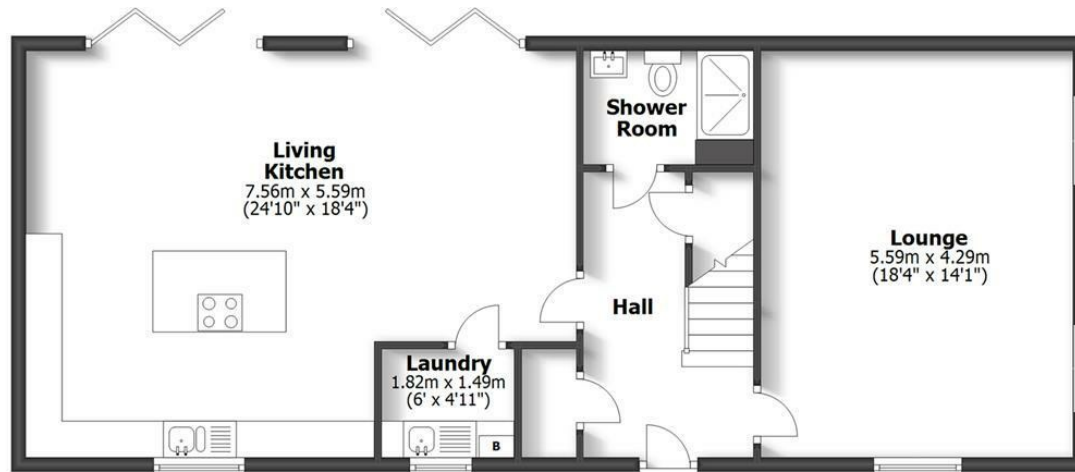 Living
Kitchen
7.56m x 5.59m
(24'10" x 18'4")
Shower
Room
Lounge
5.59m x 4.29m
(18'4" x 14'1")
Hall
Laundry
1.82m x 1.49m
(6' x 4'11")
B